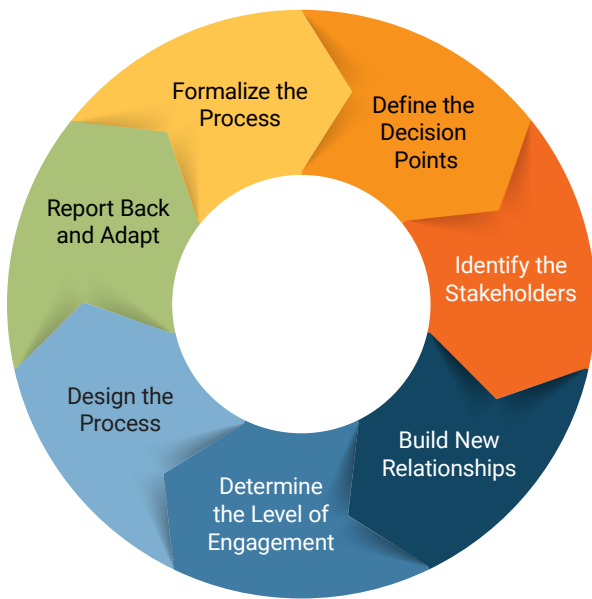 Formalize the
Process
Define the
Decision
Points
Identify the
Stakeholders
Build New
Relationships
Determine
the Level of
Engagement
Design the
Process
Report Back
and Adapt